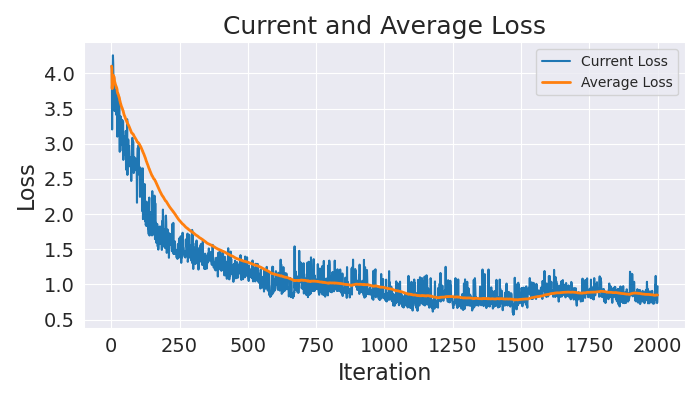 Current and Average Loss
Current Loss
Average Loss
4.0
3.5
3.0
2.5
2.0
1.5
1.0
0.5
Loss
0 250 500 750 1000 1250 1500 1750 2000
Iteration